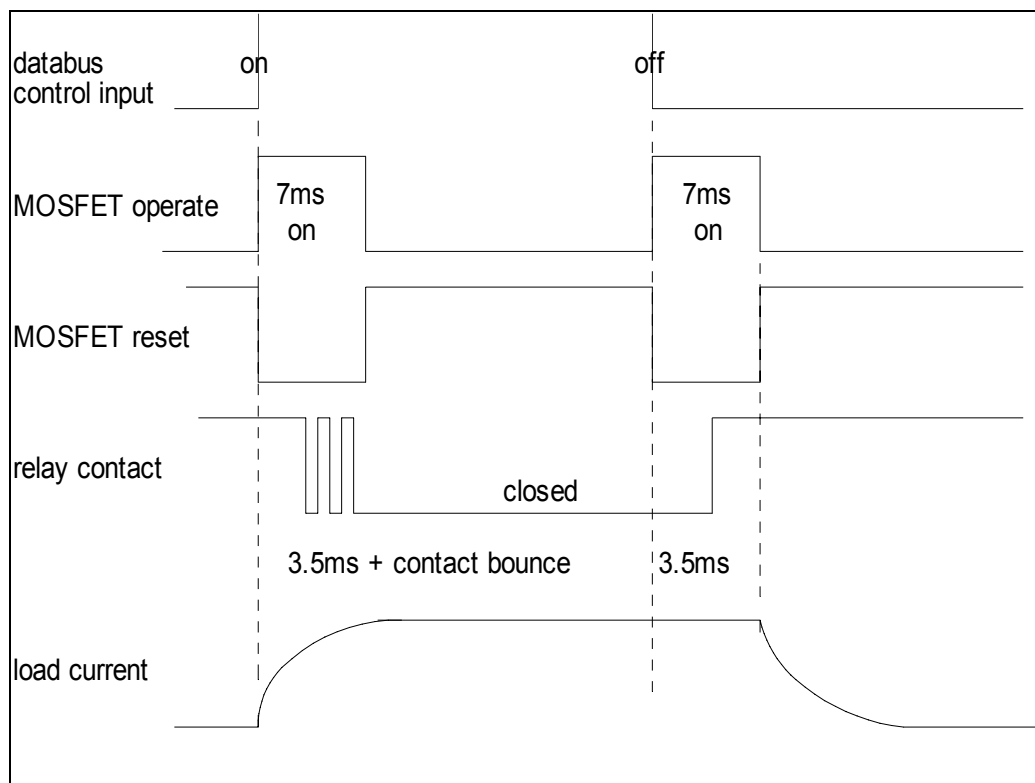 databus
control input
on
off
MOSFET operate
7ms
on
7ms
on
MOSFET reset
relay contact
closed
3.5ms + contact bounce
3.5ms
load current